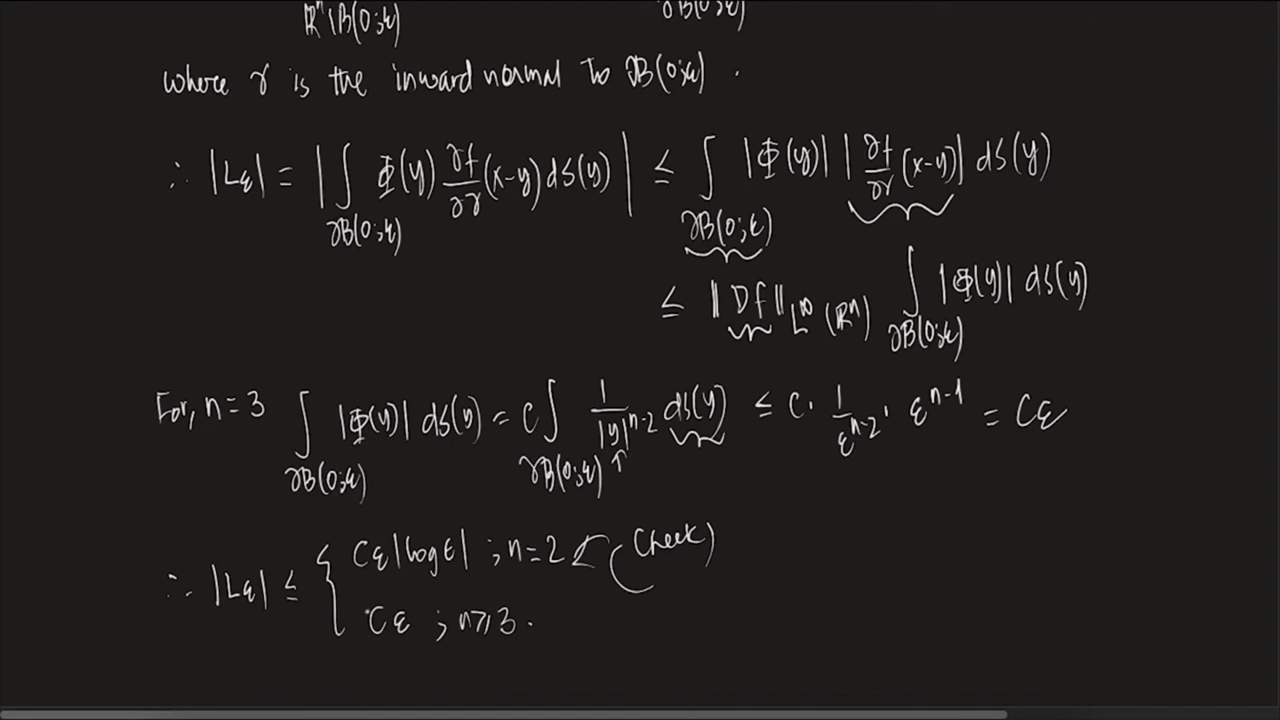 ℝⁿ\B(0;ε) ∂B(0;ε)
where γ is the inward normal to ∂B(0;ε).
∴ |L_ε| = |∫_{∂B(0;ε)} Φ(y) ∂f/∂γ (x-y) dS(y)| ≤ ∫_{∂B(0;ε)} |Φ(y)| |∂f/∂γ (x-y)| dS(y)
≤ ||Df||_{L^∞(ℝⁿ)} ∫_{∂B(0;ε)} |Φ(y)| dS(y)
For, n=3 ∫_{∂B(0;ε)} |Φ(y)| dS(y) = C ∫_{∂B(0;ε)} 1/|y|^{n-2} dS(y) ≤ C · 1/ε^{n-2} · ε^{n-1} = Cε
∴ |L_ε| ≤ { Cε|log ε| ; n=2 (Check)
Cε ; n≥3.